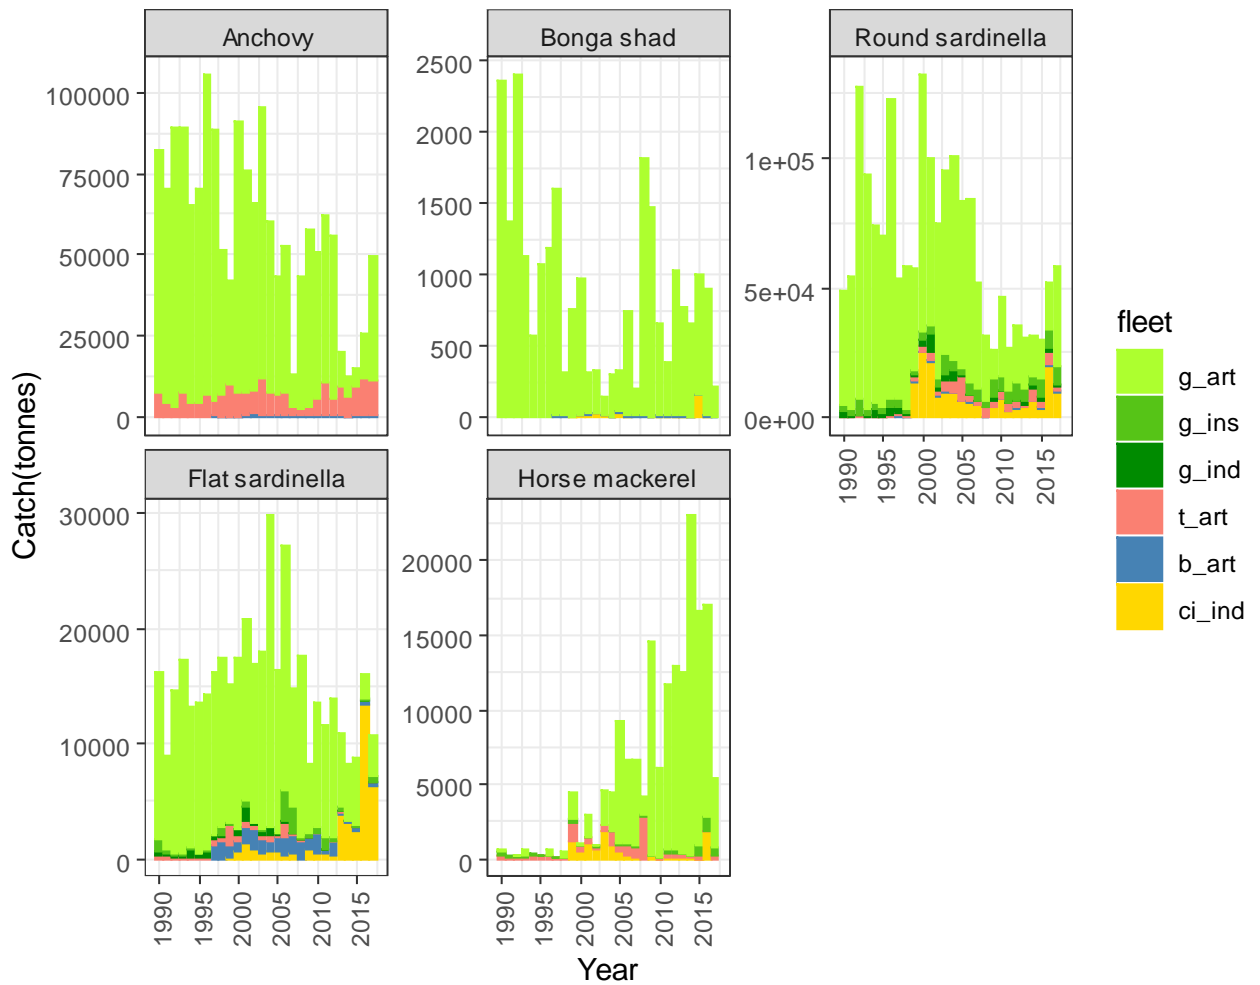 Anchovy
Bonga shad
Round sardinella
100000
75000
50000
25000
0
2500
2000
1500
1000
500
0
1e+05
5e+04
0e+00
1990
1995
2000
2005
2010
2015
Flat sardinella
Horse mackerel
30000
20000
10000
0
20000
15000
10000
5000
0
1990
1995
2000
2005
2010
2015
1990
1995
2000
2005
2010
2015
Catch(tonnes)
Year
fleet
g_art
g_ins
g_ind
t_art
b_art
ci_ind